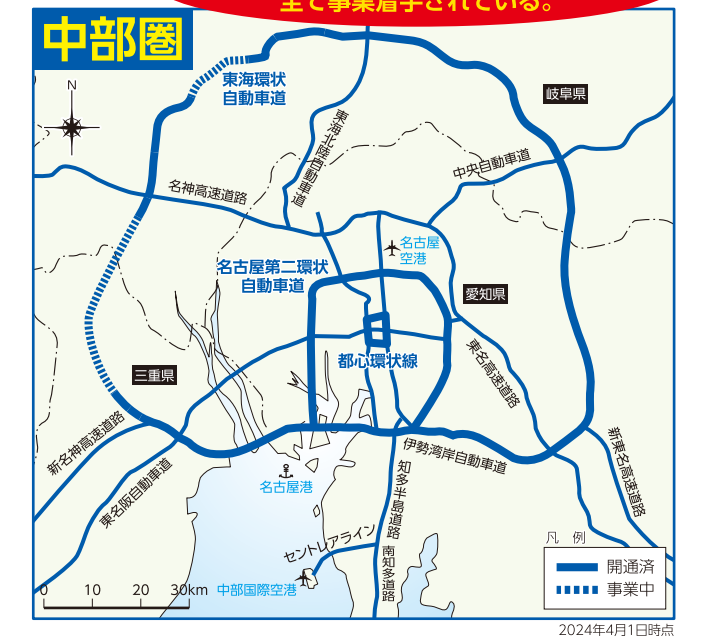 全て事業着手されている。
中部圏
東海環状
自動車道
岐阜県
N
東海北陸自動車道
中央自動車道
名神高速道路
名古屋
空港
名古屋第二環状
自動車道
愛知県
都心環状線
東名高速道路
三重県
新名神高速道路
東名阪自動車道
伊勢湾岸自動車道
新東名高速道路
名古屋港
知多半島道路
セントレアライン
南知多道路
中部国際空港
0 10 20 30km
凡 例
開通済
事業中
2024年4月1日時点